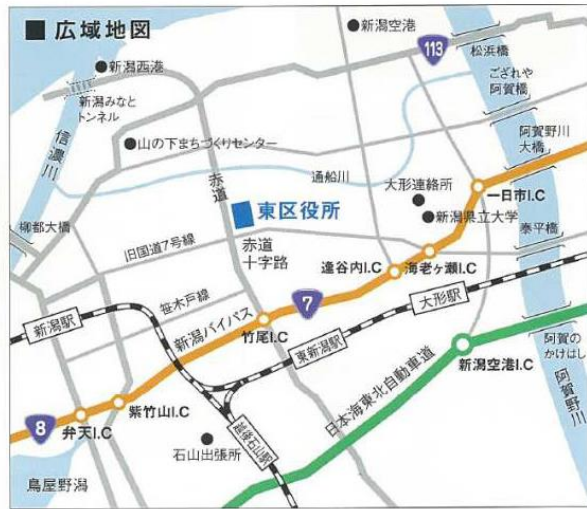 ■ 広域地図
新潟空港
113
松浜橋
新潟西港
ござれや
阿賀橋
新潟みなと
トンネル
信濃川
山の下まちづくりセンター
阿賀野川
大橋
赤道
通船川
大形連絡所
一日市I.C
新潟県立大学
東区役所
柳都大橋
旧国道7号線
赤道
十字路
泰平橋
逢谷内I.C
海老ヶ瀬I.C
笹木戸線
7
大形駅
新潟駅
新潟バイパス
竹尾I.C
東新潟駅
新潟空港I.C
阿賀の
かけはし
日本海東北自動車道
阿賀野川
紫竹山I.C
8
弁天I.C
越後石山駅
石山出張所
鳥屋野潟